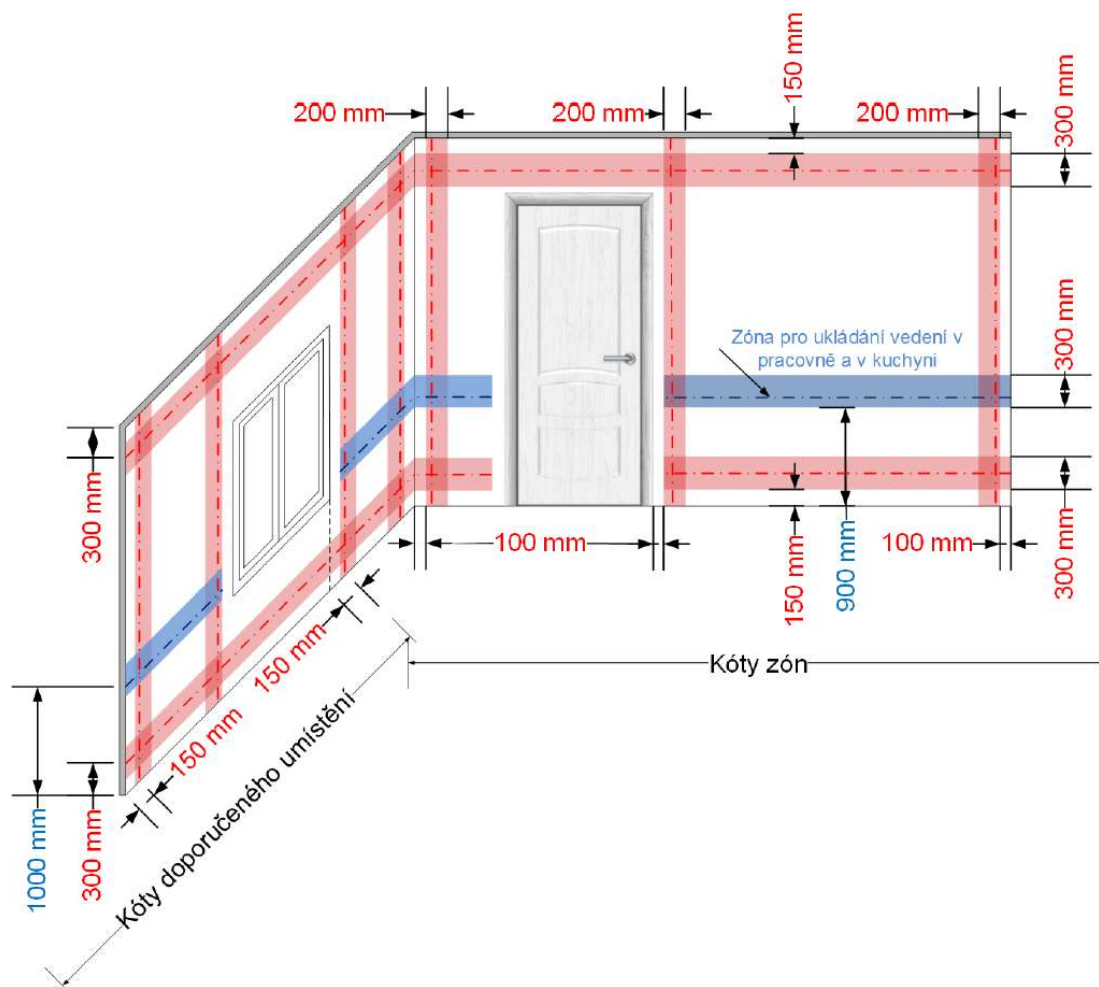 150 mm
300 mm
200 mm
200 mm
200 mm
Zóna pro ukládání vedení v
pracovně a v kuchyni
300 mm
300 mm
100 mm
100 mm
150 mm
900 mm
300 mm
150 mm
150 mm
Kóty zón
Kóty doporučeného umístění
1000 mm
300 mm